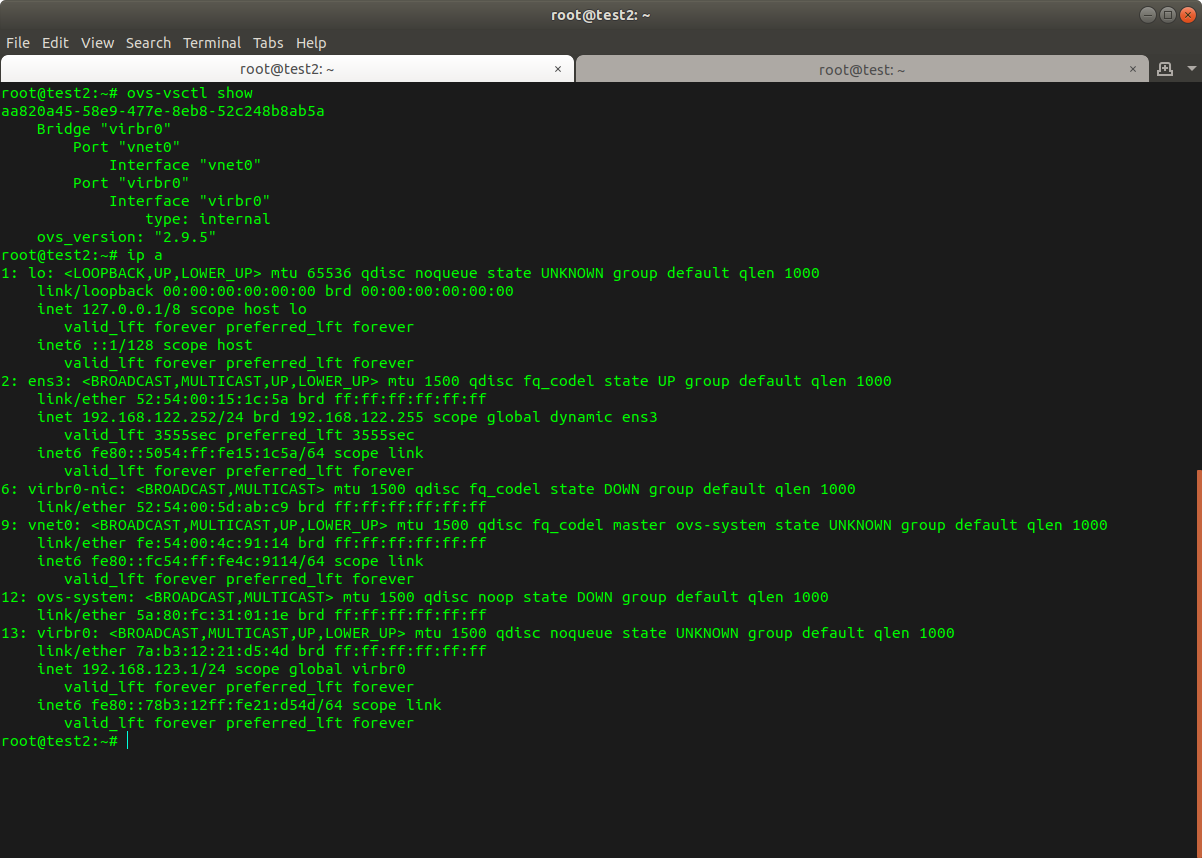 root@test2: ~
File Edit View Search Terminal Tabs Help
root@test2: ~ × root@test: ~ ×
root@test2:~# ovs-vsctl show
aa820a45-58e9-477e-8eb8-52c248b8ab5a
    Bridge "virbr0"
        Port "vnet0"
            Interface "vnet0"
        Port "virbr0"
            Interface "virbr0"
                type: internal
    ovs_version: "2.9.5"
root@test2:~# ip a
1: lo: <LOOPBACK,UP,LOWER_UP> mtu 65536 qdisc noqueue state UNKNOWN group default qlen 1000
    link/loopback 00:00:00:00:00:00 brd 00:00:00:00:00:00
    inet 127.0.0.1/8 scope host lo
       valid_lft forever preferred_lft forever
    inet6 ::1/128 scope host
       valid_lft forever preferred_lft forever
2: ens3: <BROADCAST,MULTICAST,UP,LOWER_UP> mtu 1500 qdisc fq_codel state UP group default qlen 1000
    link/ether 52:54:00:15:1c:5a brd ff:ff:ff:ff:ff:ff
    inet 192.168.122.252/24 brd 192.168.122.255 scope global dynamic ens3
       valid_lft 3555sec preferred_lft 3555sec
    inet6 fe80::5054:ff:fe15:1c5a/64 scope link
       valid_lft forever preferred_lft forever
6: virbr0-nic: <BROADCAST,MULTICAST> mtu 1500 qdisc fq_codel state DOWN group default qlen 1000
    link/ether 52:54:00:5d:ab:c9 brd ff:ff:ff:ff:ff:ff
9: vnet0: <BROADCAST,MULTICAST,UP,LOWER_UP> mtu 1500 qdisc fq_codel master ovs-system state UNKNOWN group default qlen 1000
    link/ether fe:54:00:4c:91:14 brd ff:ff:ff:ff:ff:ff
    inet6 fe80::fc54:ff:fe4c:9114/64 scope link
       valid_lft forever preferred_lft forever
12: ovs-system: <BROADCAST,MULTICAST> mtu 1500 qdisc noop state DOWN group default qlen 1000
    link/ether 5a:80:fc:31:01:1e brd ff:ff:ff:ff:ff:ff
13: virbr0: <BROADCAST,MULTICAST,UP,LOWER_UP> mtu 1500 qdisc noqueue state UNKNOWN group default qlen 1000
    link/ether 7a:b3:12:21:d5:4d brd ff:ff:ff:ff:ff:ff
    inet 192.168.123.1/24 scope global virbr0
       valid_lft forever preferred_lft forever
    inet6 fe80::78b3:12ff:fe21:d54d/64 scope link
       valid_lft forever preferred_lft forever
root@test2:~#